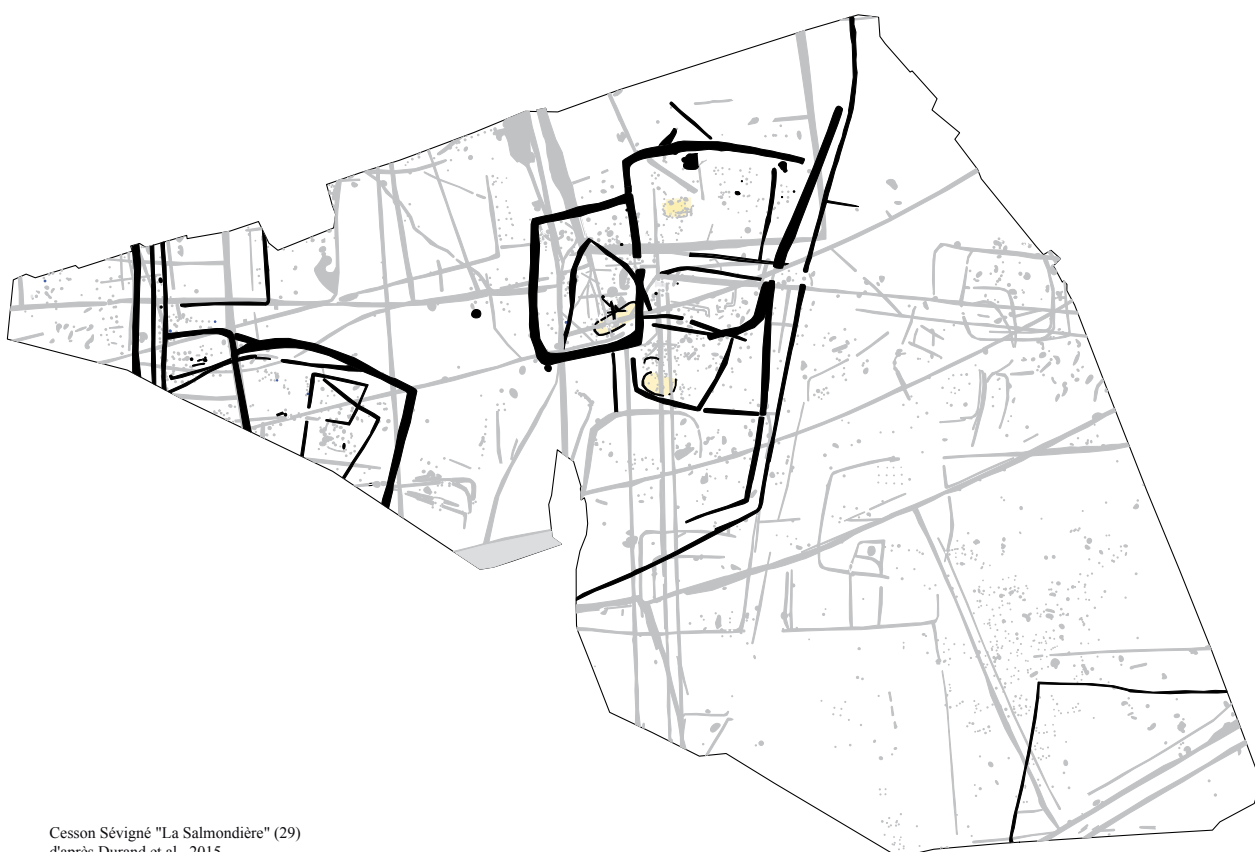 Cesson Sévigné "La Salmondière" (29)
d'après Durand et al., 2015